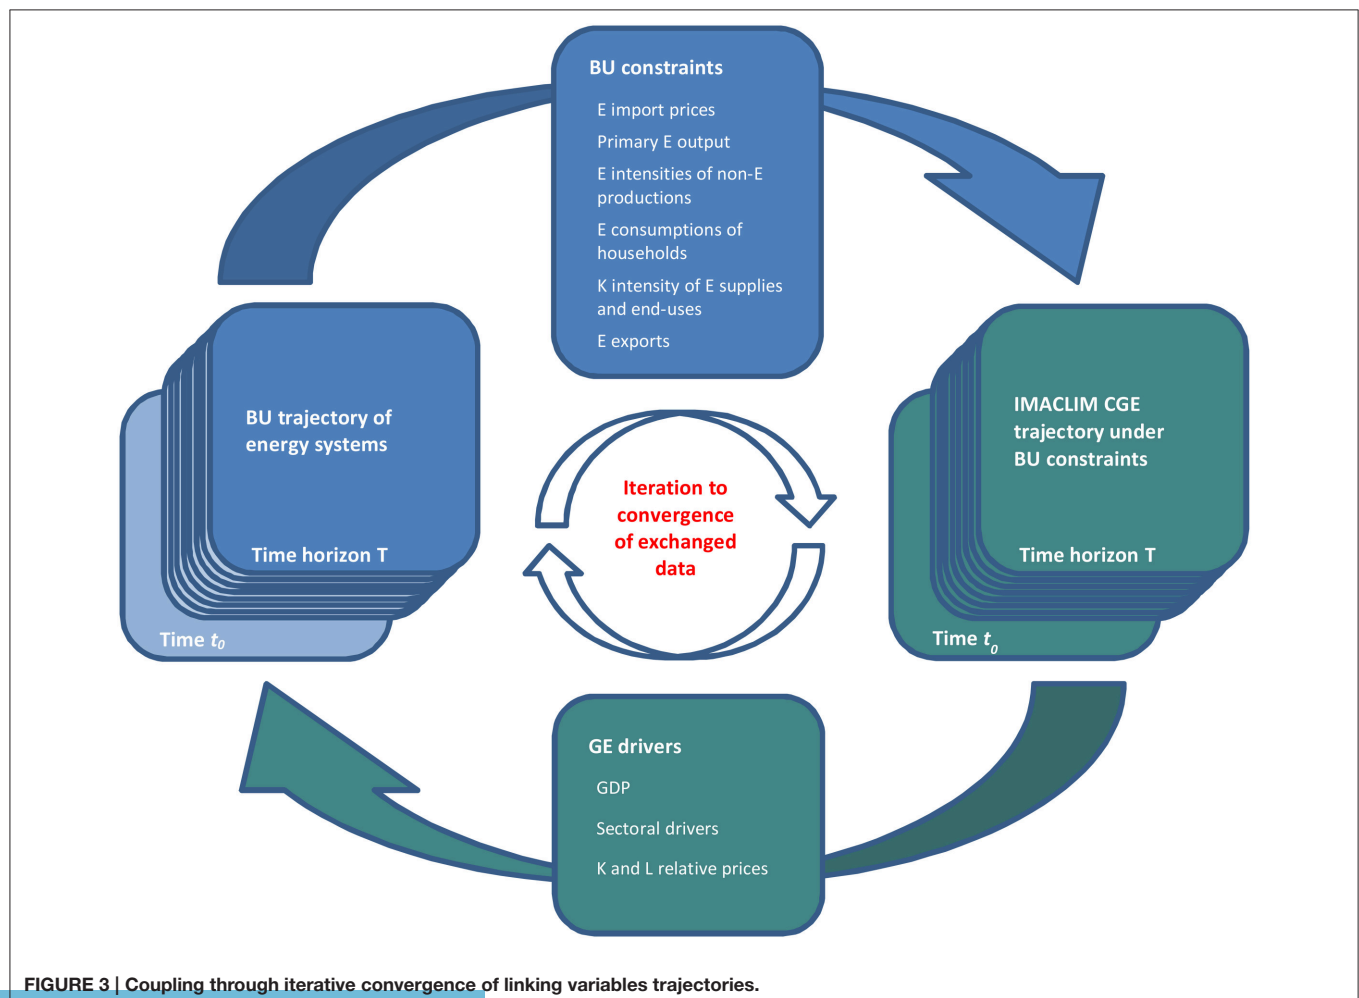 BU constraints
E import prices
Primary E output
E intensities of non-E
productions
E consumptions of
households
K intensity of E supplies
and end-uses
E exports
BU trajectory of
energy systems
Time horizon T
Time t0
Iteration to
convergence
of exchanged
data
IMACLIM CGE
trajectory under
BU constraints
Time horizon T
Time t0
GE drivers
GDP
Sectoral drivers
K and L relative prices
FIGURE 3 | Coupling through iterative convergence of linking variables trajectories.